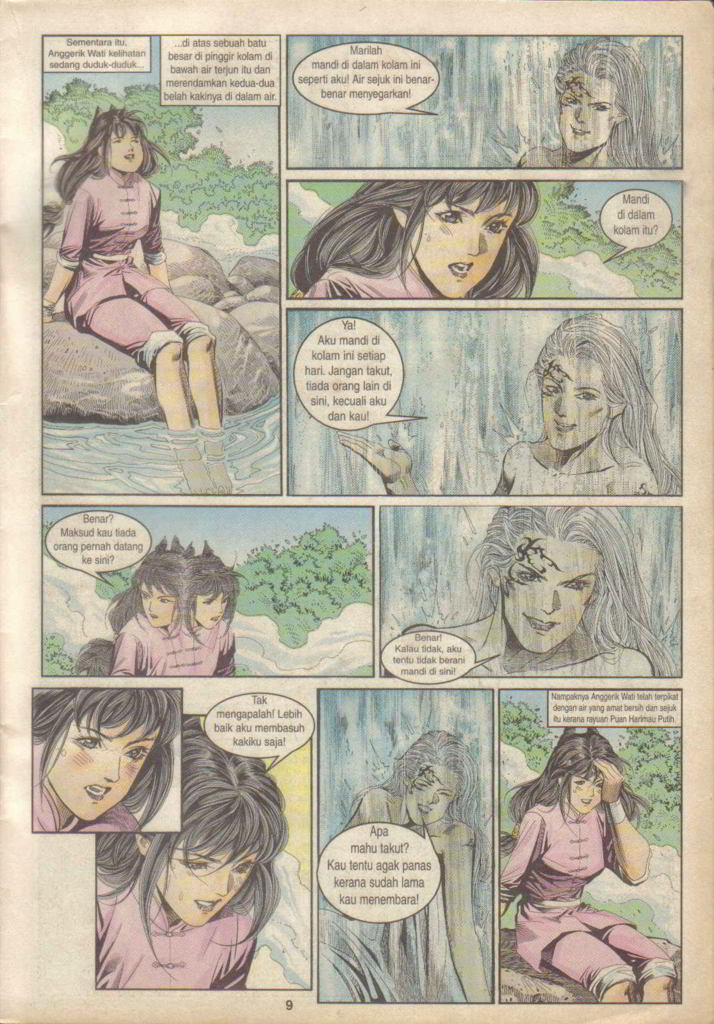 Sementara itu,
Anggerik Wati kelihatan
sedang duduk-duduk...
...di atas sebuah batu
besar di pinggir kolam di
bawah air terjun itu dan
merendamkan kedua-dua
belah kakinya di dalam air.
Marilah
mandi di dalam kolam ini
seperti aku! Air sejuk ini benar-
benar menyegarkan!
Mandi
di dalam
kolam itu?
Ya!
Aku mandi di
kolam ini setiap
hari. Jangan takut,
tiada orang lain di
sini, kecuali aku
dan kau!
Benar?
Maksud kau tiada
orang pernah datang
ke sini?
Benar!
Kalau tidak, aku
tentu tidak berani
mandi di sini!
Tak
mengapalah! Lebih
baik aku membasuh
kakiku saja!
Apa
mahu takut?
Kau tentu agak panas
kerana sudah lama
kau menembara!
Nampaknya Anggerik Wati telah terpikat
dengan air yang amat bersih dan sejuk
itu kerana rayuan Puan Harimau Putih.
9